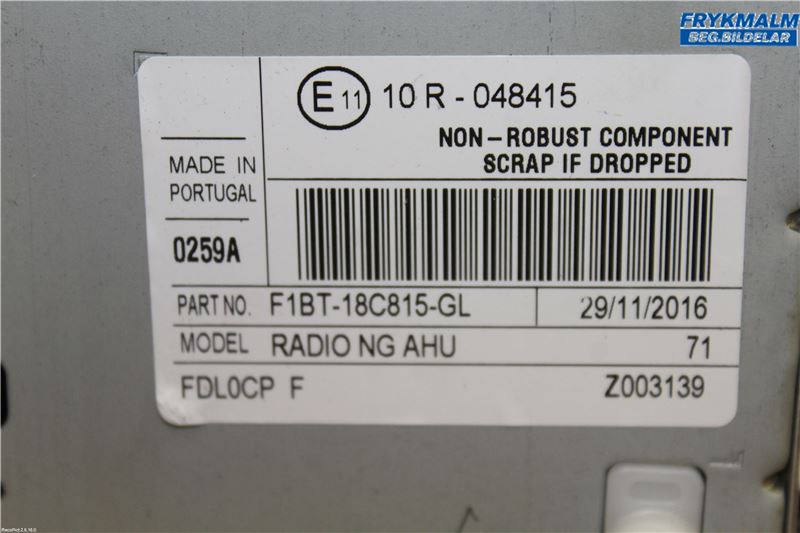 FRYKMALM
BEG.BILDELAR
E 11 10 R - 048415
NON-ROBUST COMPONENT
SCRAP IF DROPPED
MADE IN
PORTUGAL
0259A
PART NO. F1BT-18C815-GL 29/11/2016
MODEL RADIO NG AHU 71
FDL0CP F Z003139